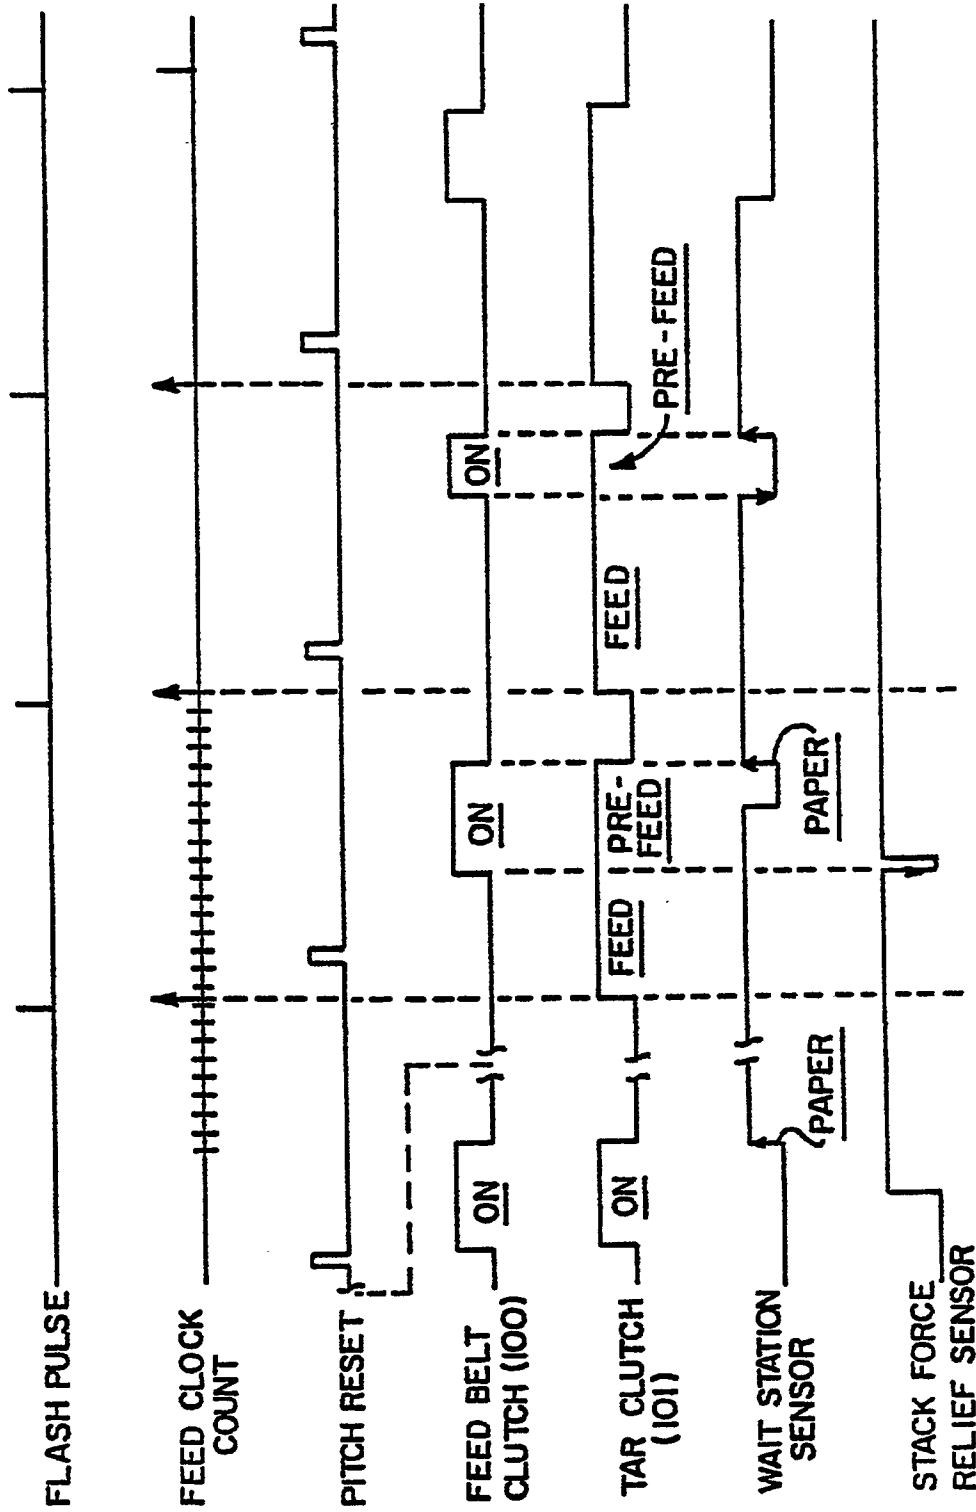 FLASH PULSE
FEED CLOCK
COUNT
PITCH RESET
FEED BELT
CLUTCH (100)
ON
ON
ON
TAR CLUTCH
(101)
ON
FEED
PRE-
FEED
FEED
PRE-FEED
WAIT STATION
SENSOR
PAPER
PAPER
STACK FORCE
RELIEF SENSOR